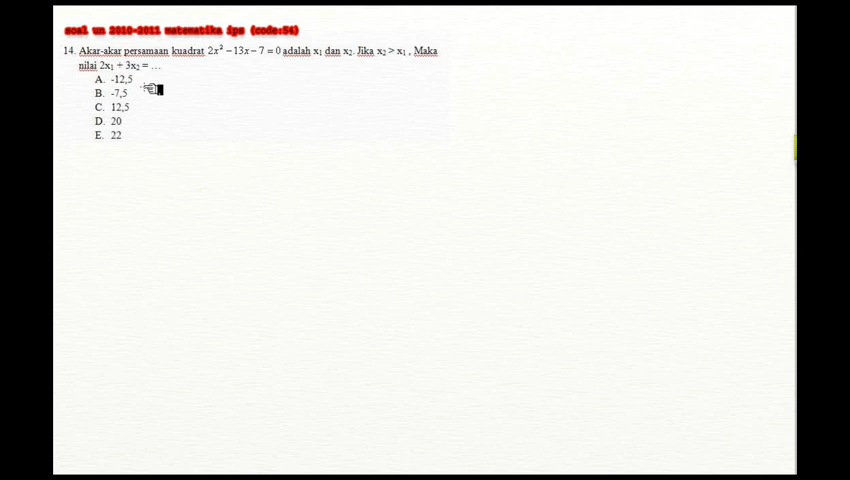 soal un 2010-2011 matematika ips (code:54)
14. Akar-akar persamaan kuadrat 2x² − 13x − 7 = 0 adalah x₁ dan x₂. Jika x₂ > x₁ , Maka
nilai 2x₁ + 3x₂ = …
A. -12,5
B. -7,5
C. 12,5
D. 20
E. 22